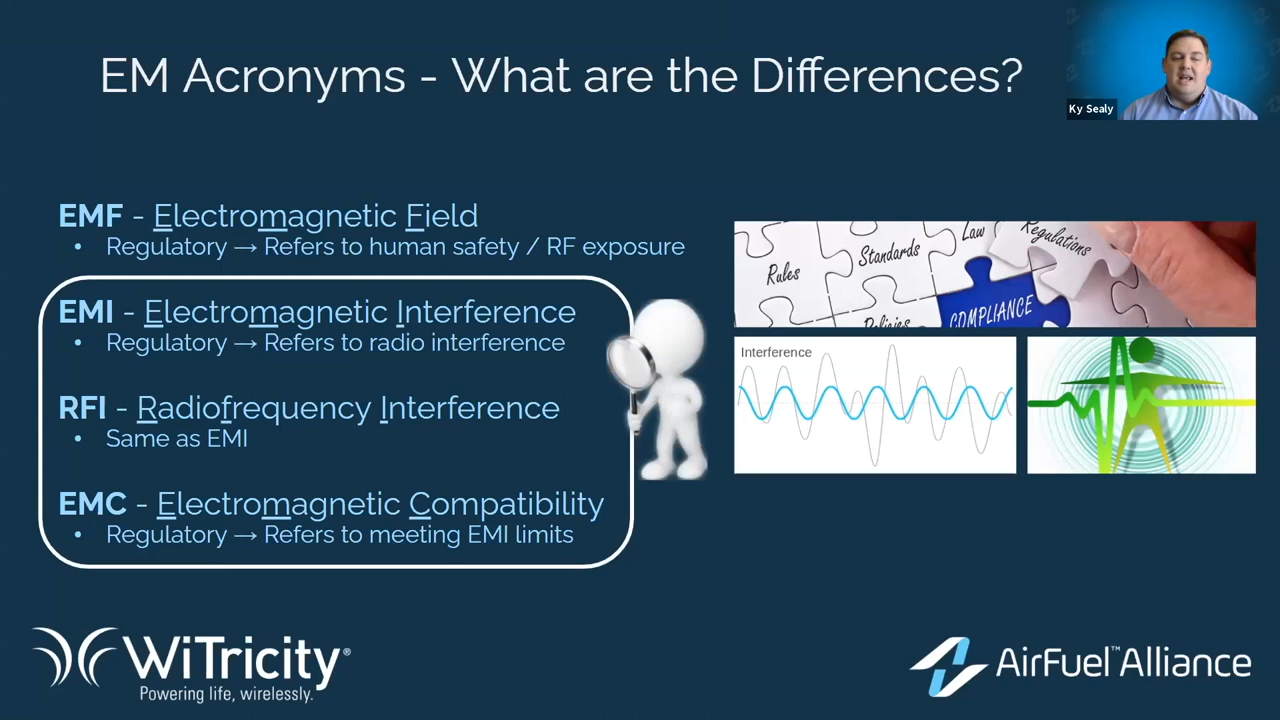 EM Acronyms - What are the Differences?
Ky Sealy
EMF - Electromagnetic Field
• Regulatory → Refers to human safety / RF exposure
EMI - Electromagnetic Interference
• Regulatory → Refers to radio interference
RFI - Radiofrequency Interference
• Same as EMI
EMC - Electromagnetic Compatibility
• Regulatory → Refers to meeting EMI limits
Rules
Standards
Law
Regulations
Policies
COMPLIANCE
Interference
WiTricity®
Powering life, wirelessly.
AirFuel™Alliance